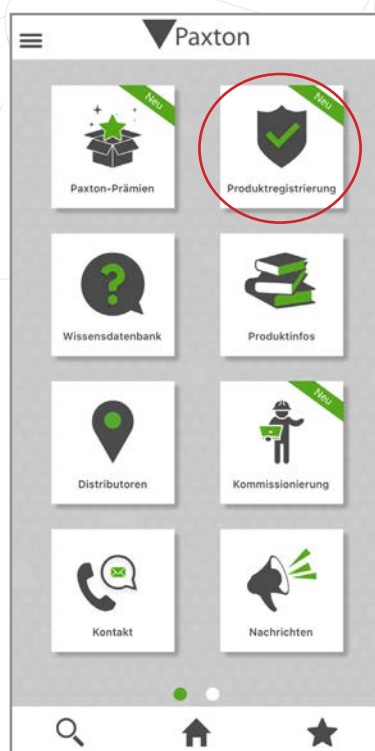 Paxton
Neu
Neu
Paxton-Prämien
Produktregistrierung
?
Wissensdatenbank
Produktinfos
Neu
Distributoren
Kommissionierung
Kontakt
Nachrichten